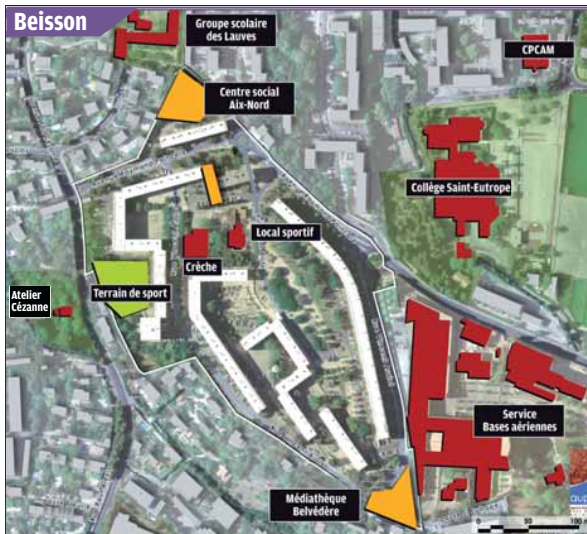 Beisson
Groupe scolaire
des Lauves
CPCAM
Centre social
Aix-Nord
Collège Saint-Eutrope
Local sportif
Crèche
Terrain de sport
Atelier
Cézanne
Service
Bases aériennes
Médiathèque
Belvédère
0 50 100